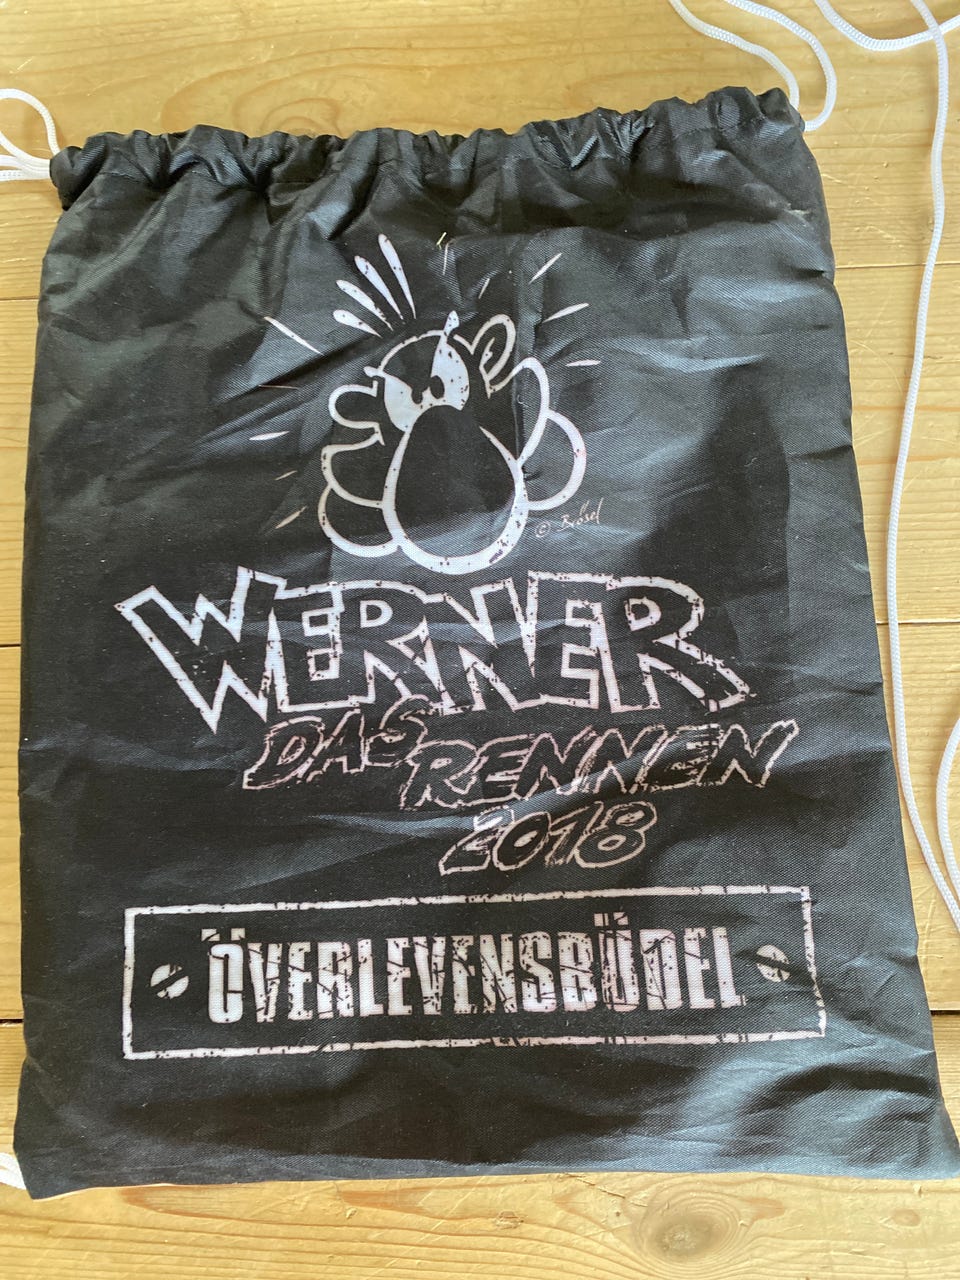 © Brösel
WERNER
DAS RENNEN
2018
ÖVERLEVENSBÜDEL